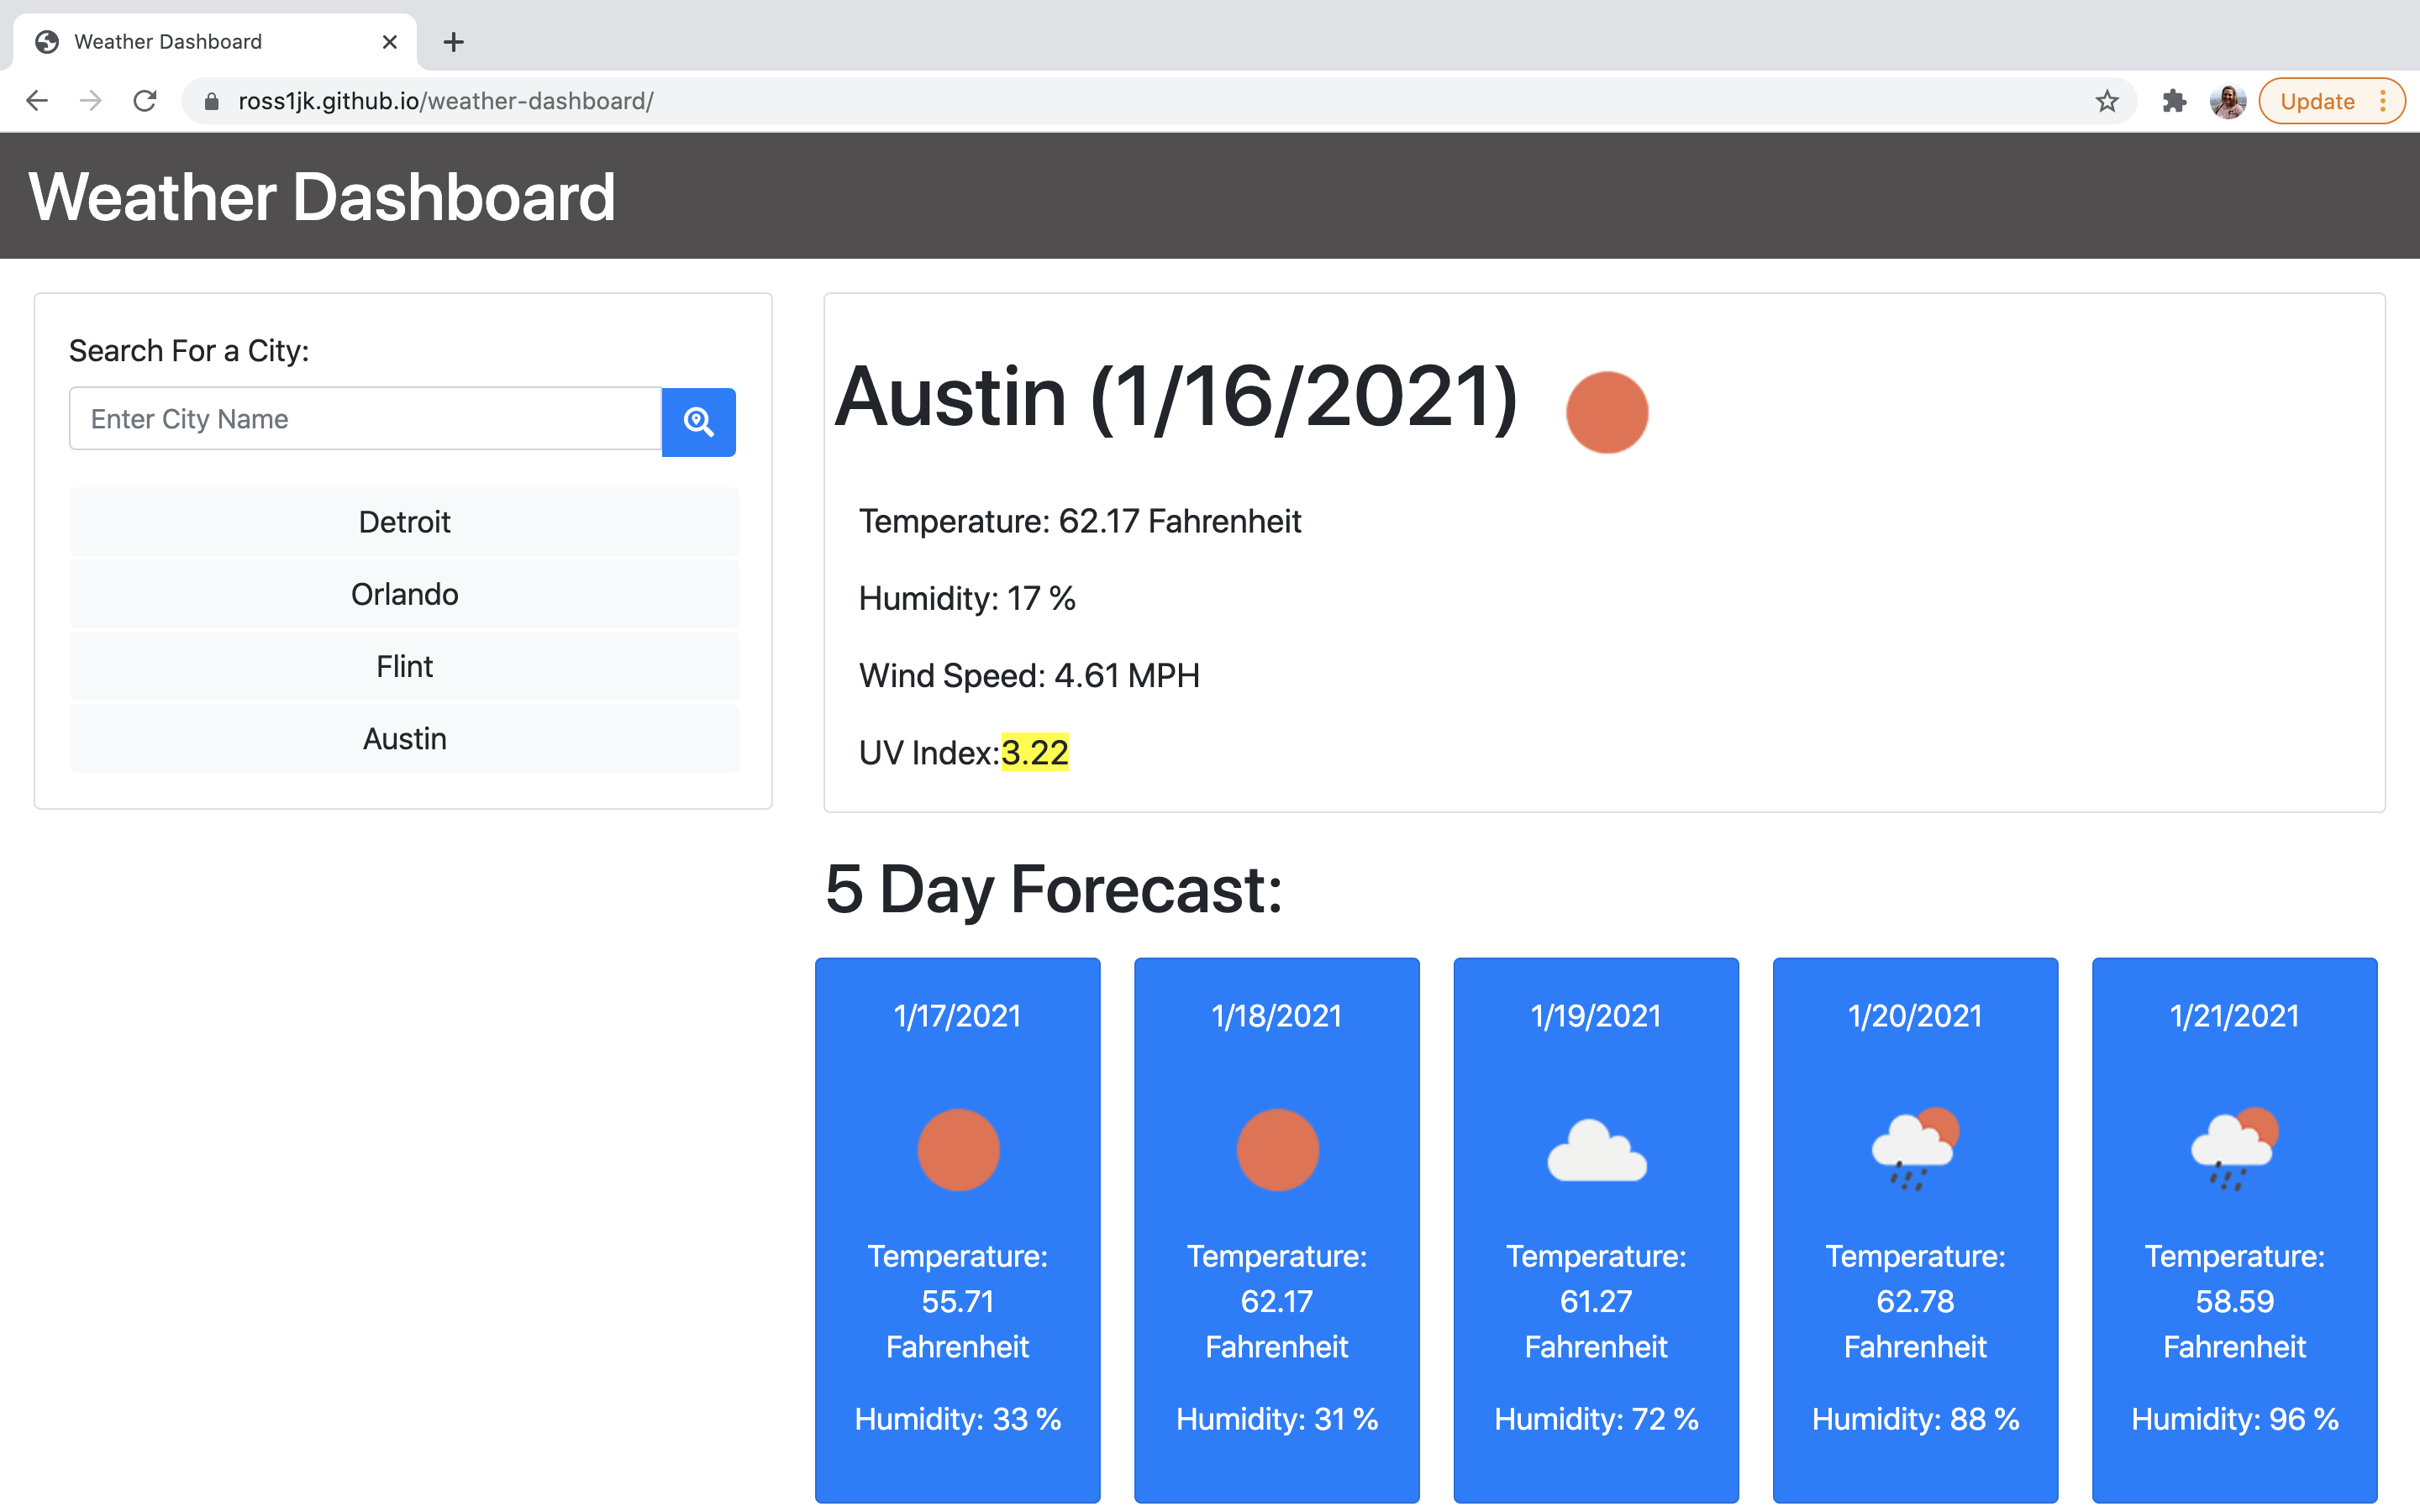 Weather Dashboard
ross1jk.github.io/weather-dashboard/
Update
Weather Dashboard
Search For a City:
Enter City Name
Detroit
Orlando
Flint
Austin
Austin (1/16/2021)
Temperature: 62.17 Fahrenheit
Humidity: 17 %
Wind Speed: 4.61 MPH
UV Index:3.22
5 Day Forecast:
1/17/2021
Temperature:
55.71
Fahrenheit
Humidity: 33 %
1/18/2021
Temperature:
62.17
Fahrenheit
Humidity: 31 %
1/19/2021
Temperature:
61.27
Fahrenheit
Humidity: 72 %
1/20/2021
Temperature:
62.78
Fahrenheit
Humidity: 88 %
1/21/2021
Temperature:
58.59
Fahrenheit
Humidity: 96 %